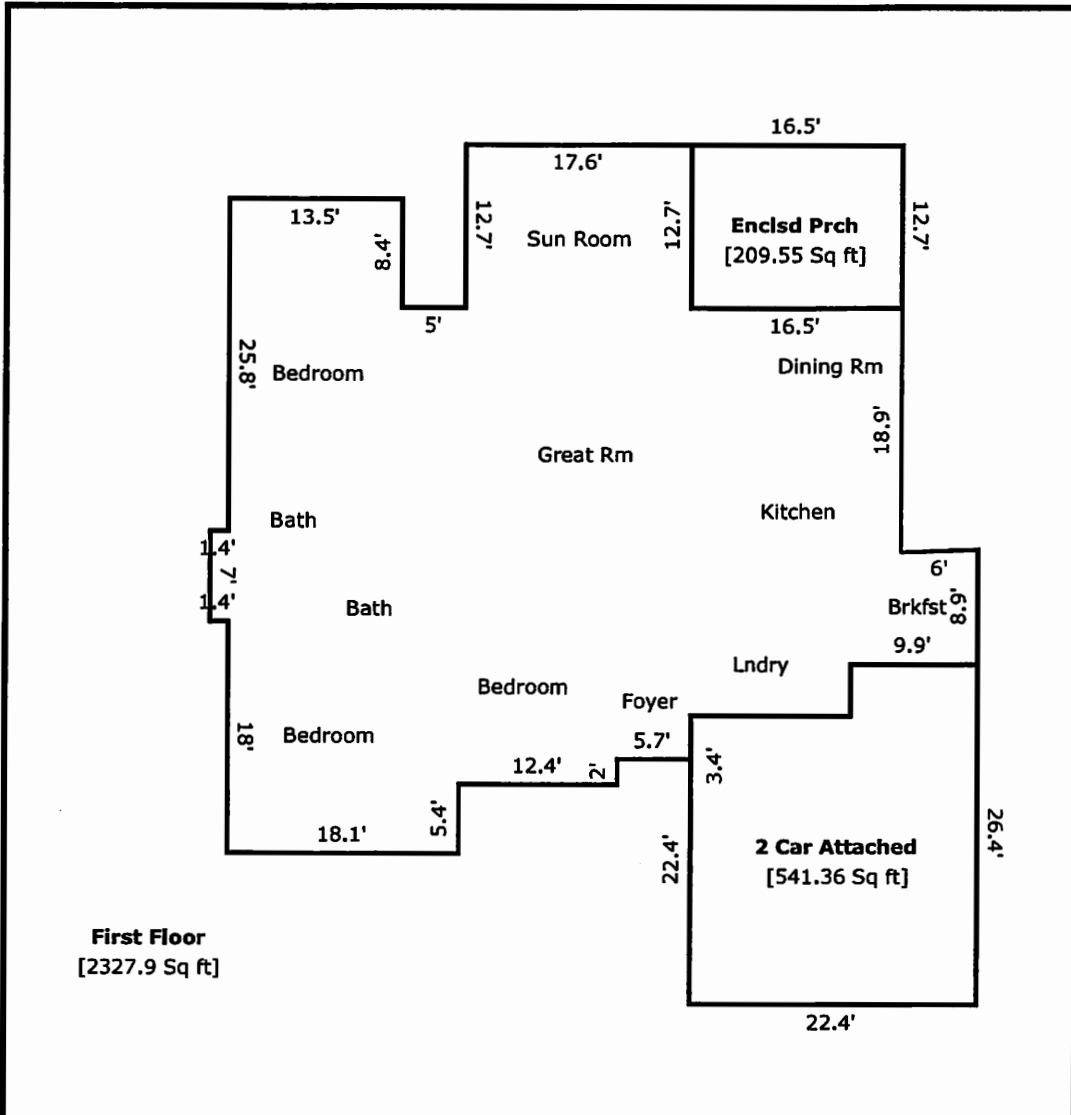 16.5'
17.6'
13.5'
8.4'
12.7'
Sun Room
12.7'
Enclsd Prch
[209.55 Sq ft]
12.7'
5'
16.5'
25.8'
Bedroom
Dining Rm
18.9'
Great Rm
Bath
Kitchen
1.4'
7'
1.4'
6'
Bath
Brkfst
8.9'
9.9'
Lndry
Bedroom
Foyer
18'
Bedroom
5.7'
12.4'
2'
3.4'
5.4'
18.1'
22.4'
2 Car Attached
[541.36 Sq ft]
26.4'
First Floor
[2327.9 Sq ft]
22.4'